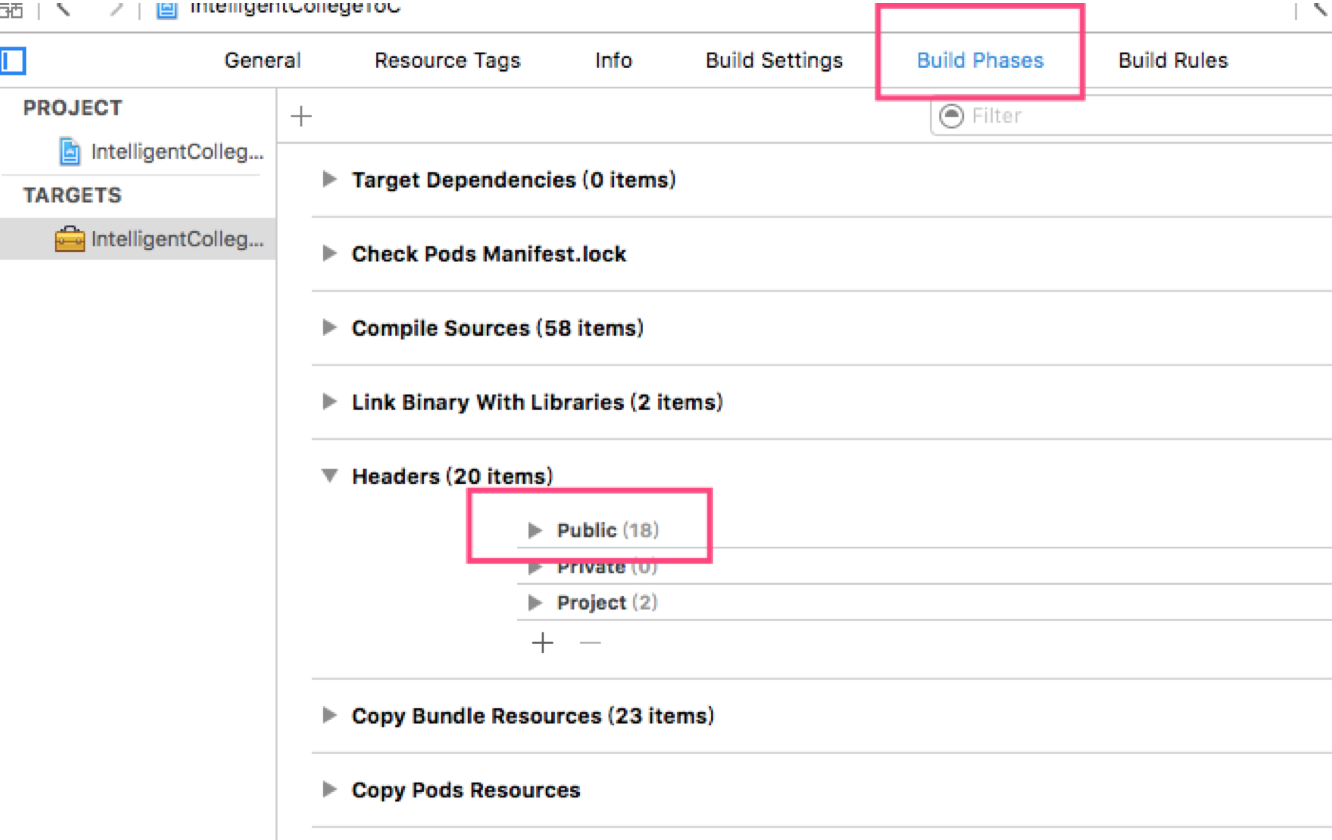 IntelligentCollegeToC
General Resource Tags Info Build Settings Build Phases Build Rules
PROJECT
Filter
IntelligentColleg...
Target Dependencies (0 items)
TARGETS
IntelligentColleg...
Check Pods Manifest.lock
Compile Sources (58 items)
Link Binary With Libraries (2 items)
Headers (20 items)
Public (18)
Private (0)
Project (2)
Copy Bundle Resources (23 items)
Copy Pods Resources